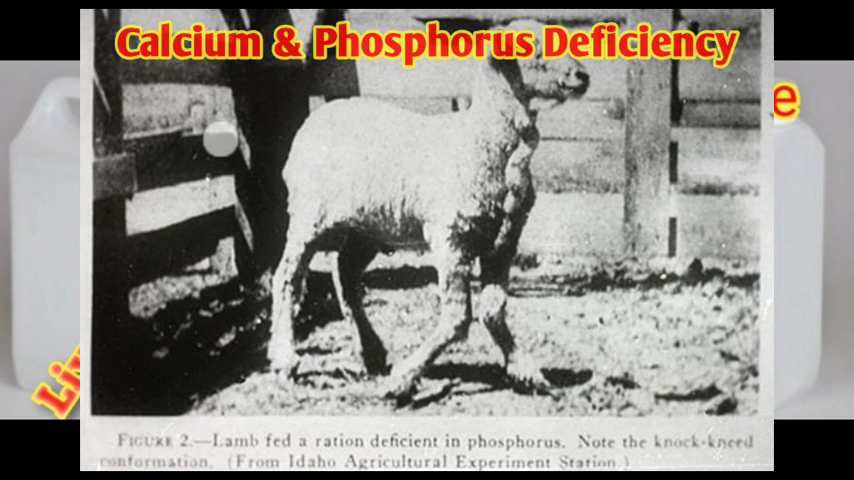 Calcium & Phosphorus Deficiency
e
Liv
FIGURE 2.—Lamb fed a ration deficient in phosphorus. Note the knock-kneed
conformation. (From Idaho Agricultural Experiment Station.)